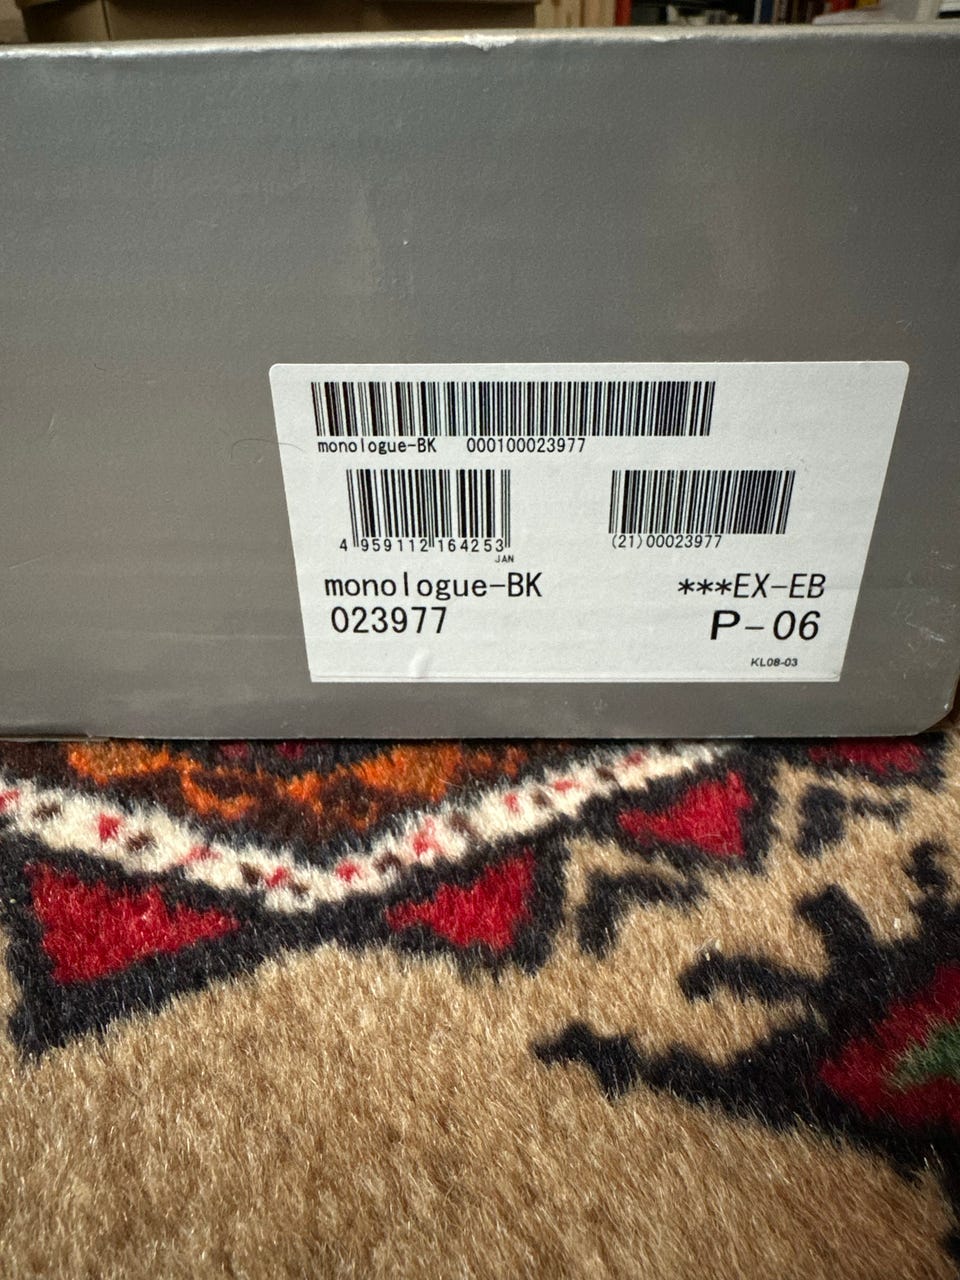 monologue-BK 000100023977
4 959112 164253
JAN
(21)00023977
monologue-BK
023977
***EX-EB
P-06
KL08-03